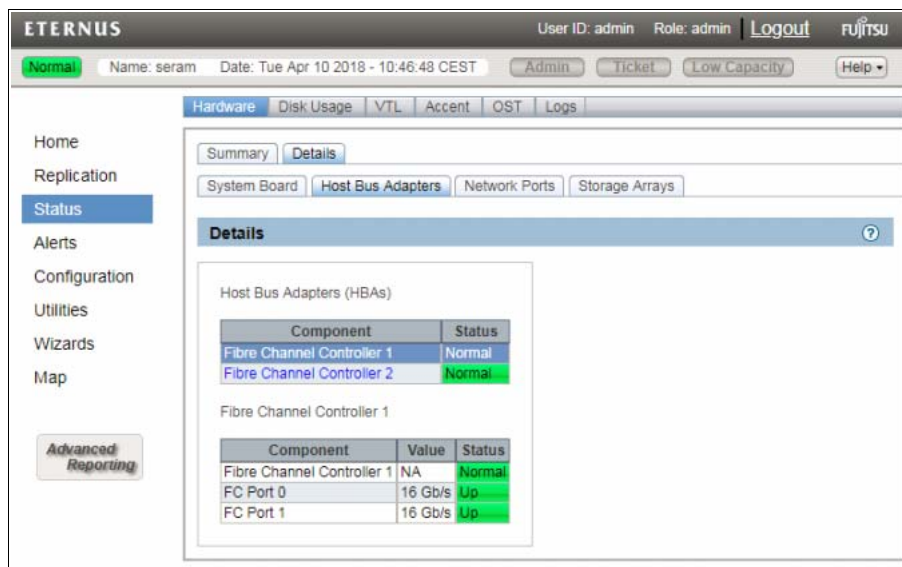 ETERNUS
User ID: admin Role: admin Logout FUJITSU
Normal Name: seram Date: Tue Apr 10 2018 - 10:46:48 CEST Admin Ticket Low Capacity Help
Hardware Disk Usage VTL Accent OST Logs
Home
Replication
Status
Alerts
Configuration
Utilities
Wizards
Map
Advanced
Reporting
Summary Details
System Board Host Bus Adapters Network Ports Storage Arrays
Details ?
Host Bus Adapters (HBAs)
Component Status
Fibre Channel Controller 1 Normal
Fibre Channel Controller 2 Normal
Fibre Channel Controller 1
Component Value Status
Fibre Channel Controller 1 NA Normal
FC Port 0 16 Gb/s Up
FC Port 1 16 Gb/s Up